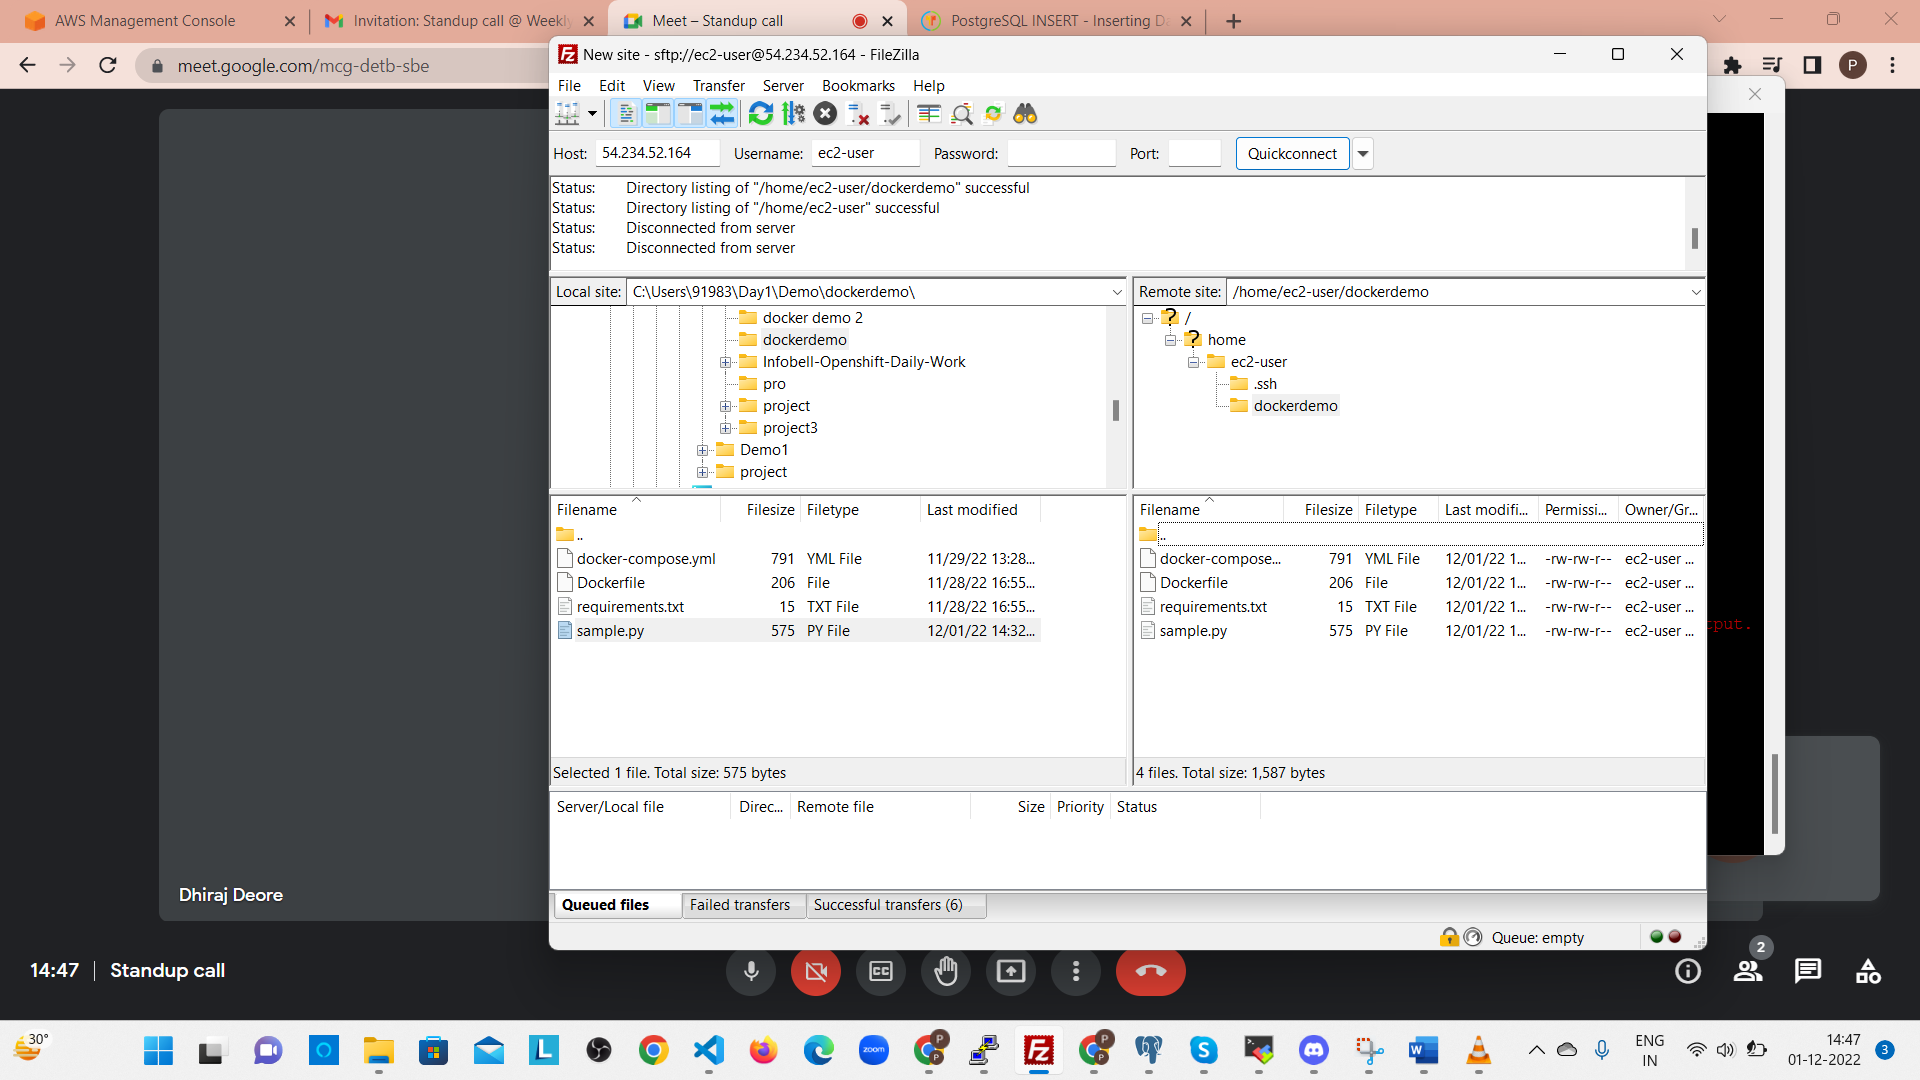 AWS Management Console
Invitation: Standup call @ Weekly
Meet – Standup call
PostgreSQL INSERT - Inserting Da
meet.google.com/mcg-detb-sbe
P
New site - sftp://ec2-user@54.234.52.164 - FileZilla
File Edit View Transfer Server Bookmarks Help
Host: 54.234.52.164 Username: ec2-user Password: Port: Quickconnect
Status: Directory listing of "/home/ec2-user/dockerdemo" successful
Status: Directory listing of "/home/ec2-user" successful
Status: Disconnected from server
Status: Disconnected from server
Local site: C:\Users\91983\Day1\Demo\dockerdemo\
docker demo 2
dockerdemo
Infobell-Openshift-Daily-Work
pro
project
project3
Demo1
project
Remote site: /home/ec2-user/dockerdemo
/
home
ec2-user
.ssh
dockerdemo
Filename Filesize Filetype Last modified
..
docker-compose.yml 791 YML File 11/29/22 13:28...
Dockerfile 206 File 11/28/22 16:55...
requirements.txt 15 TXT File 11/28/22 16:55...
sample.py 575 PY File 12/01/22 14:32...
Selected 1 file. Total size: 575 bytes
Filename Filesize Filetype Last modifi... Permissi... Owner/Gr...
..
docker-compose... 791 YML File 12/01/22 1... -rw-rw-r-- ec2-user ...
Dockerfile 206 File 12/01/22 1... -rw-rw-r-- ec2-user ...
requirements.txt 15 TXT File 12/01/22 1... -rw-rw-r-- ec2-user ...
sample.py 575 PY File 12/01/22 1... -rw-rw-r-- ec2-user ...
4 files. Total size: 1,587 bytes
tput.
Server/Local file Direc... Remote file Size Priority Status
Queued files Failed transfers Successful transfers (6)
Queue: empty
Dhiraj Deore
14:47 | Standup call
CC
2
30°
zoom
ENG
IN
14:47
01-12-2022
3